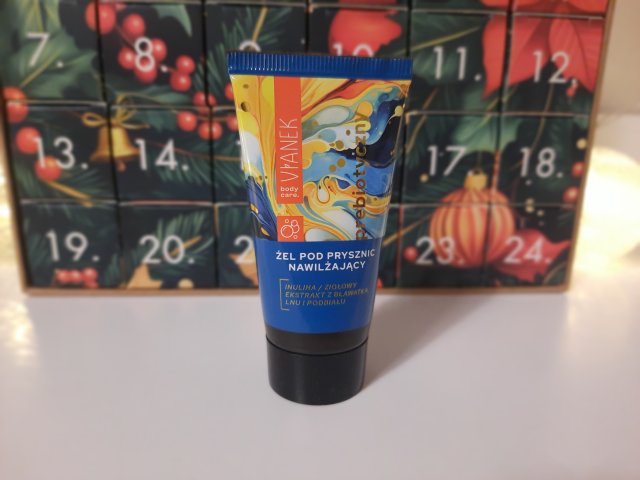 7.
8.
11.
12.
13.
14.
17.
18.
19.
20.
24.
VIANEK
body
care.
prebiotyczny
ŻEL POD PRYSZNIC
NAWILŻAJĄCY
INULINA / ZIOŁOWY
EKSTRAKT Z BŁAWATKA,
LNU I PODBIAŁU